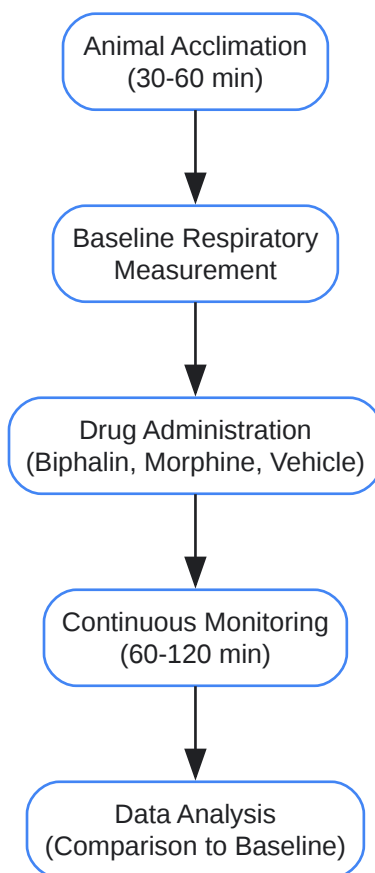 Animal Acclimation
(30-60 min)
Baseline Respiratory
Measurement
Drug Administration
(Biphalin, Morphine, Vehicle)
Continuous Monitoring
(60-120 min)
Data Analysis
(Comparison to Baseline)